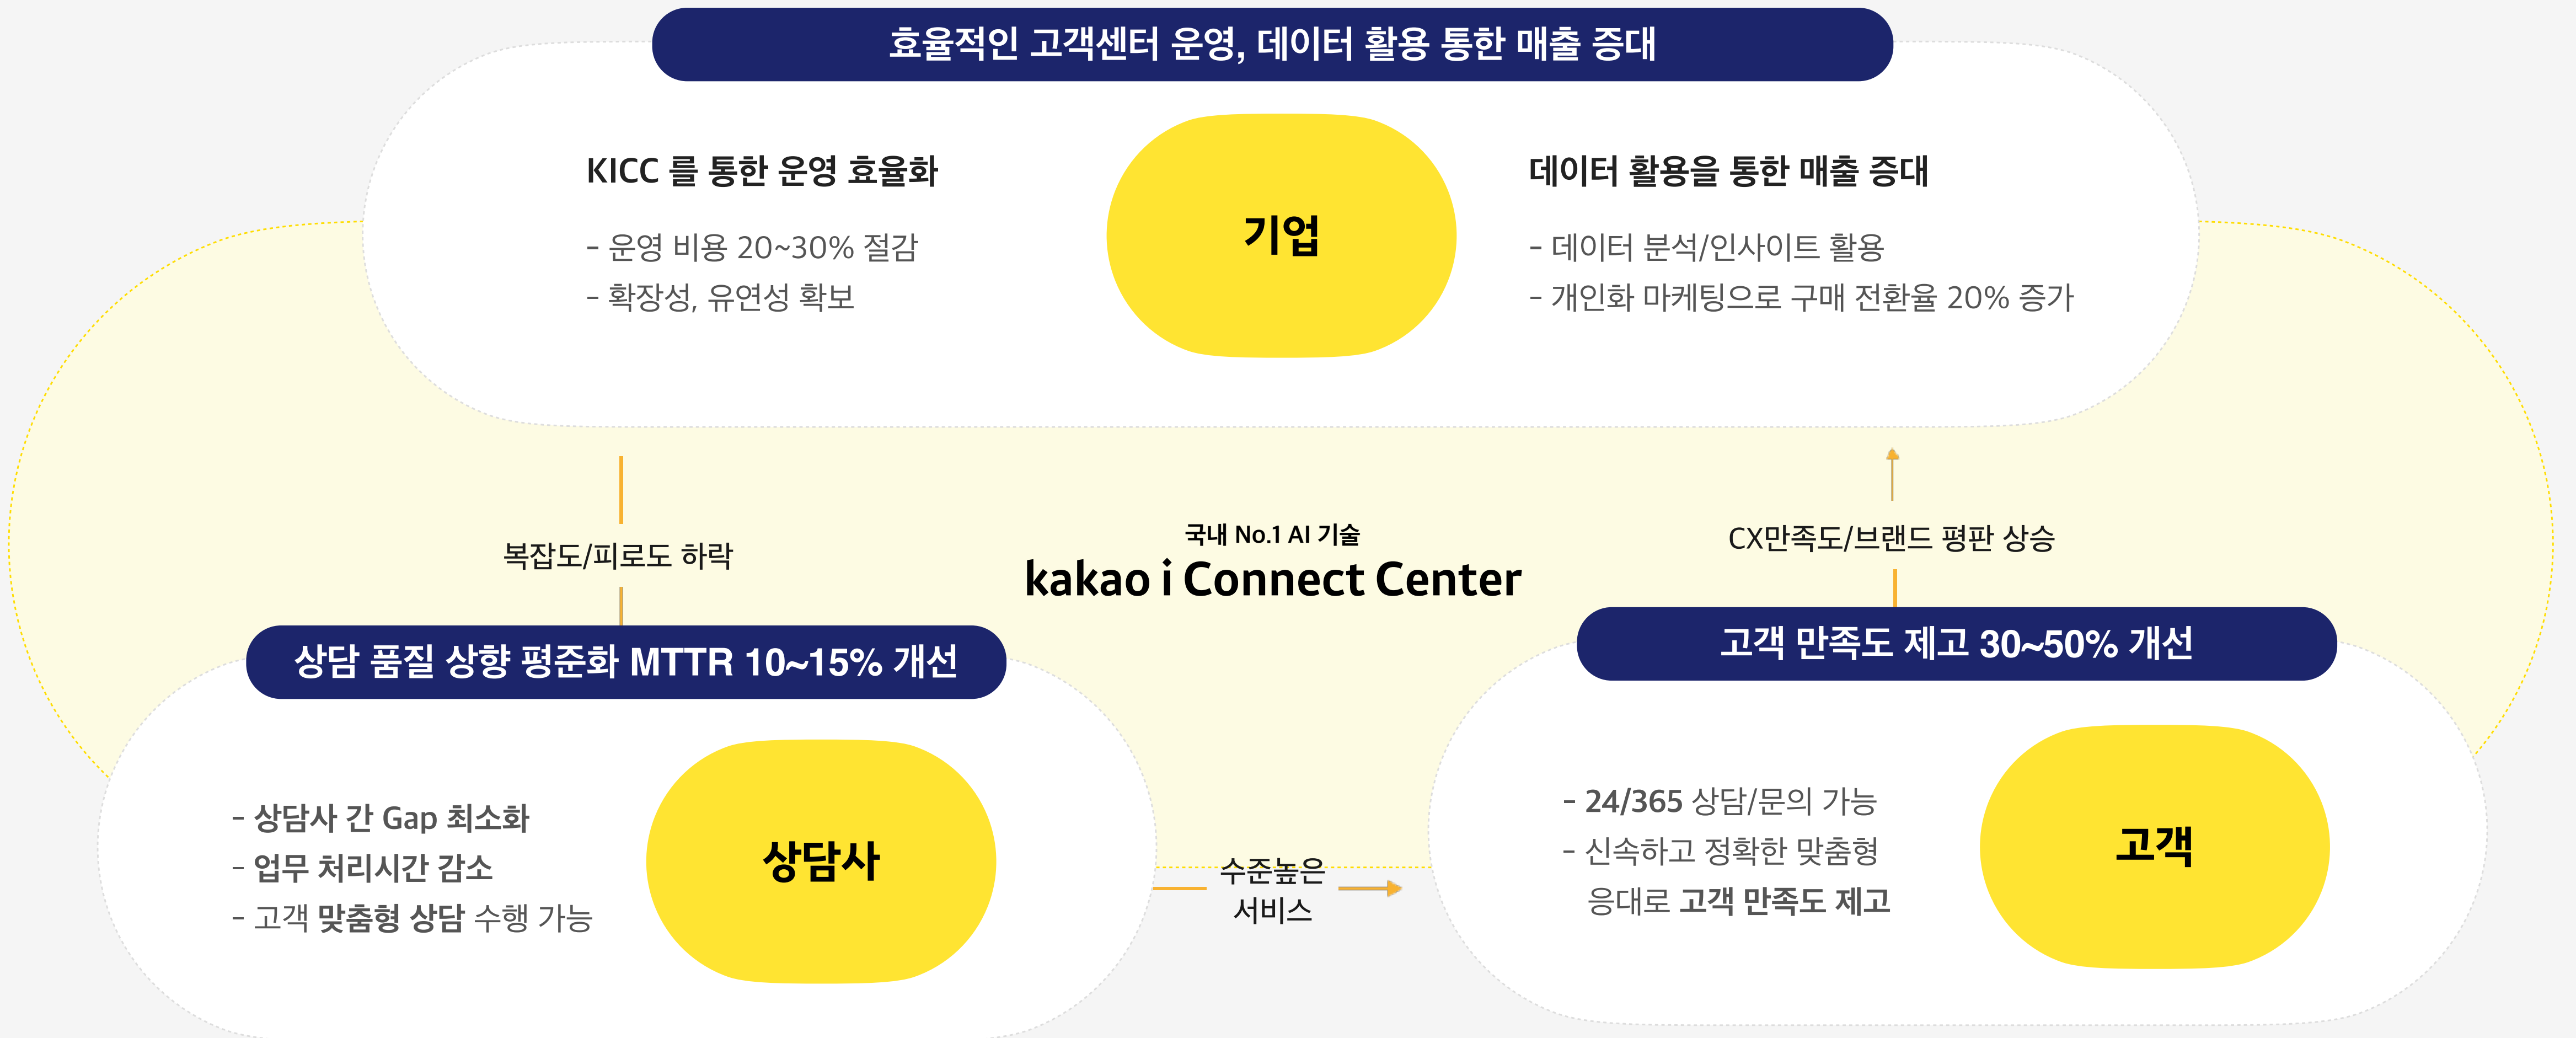 효율적인 고객센터 운영, 데이터 활용 통한 매출 증대
KICC 를 통한 운영 효율화
- 운영 비용 20~30% 절감
- 확장성, 유연성 확보
기업
데이터 활용을 통한 매출 증대
- 데이터 분석/인사이트 활용
- 개인화 마케팅으로 구매 전환율 20% 증가
복잡도/피로도 하락
국내 No.1 AI 기술
kakao i Connect Center
CX만족도/브랜드 평판 상승
상담 품질 상향 평준화 MTTR 10~15% 개선
- 상담사 간 Gap 최소화
- 업무 처리시간 감소
- 고객 맞춤형 상담 수행 가능
상담사
수준높은
서비스
고객 만족도 제고 30~50% 개선
- 24/365 상담/문의 가능
- 신속하고 정확한 맞춤형
응대로 고객 만족도 제고
고객